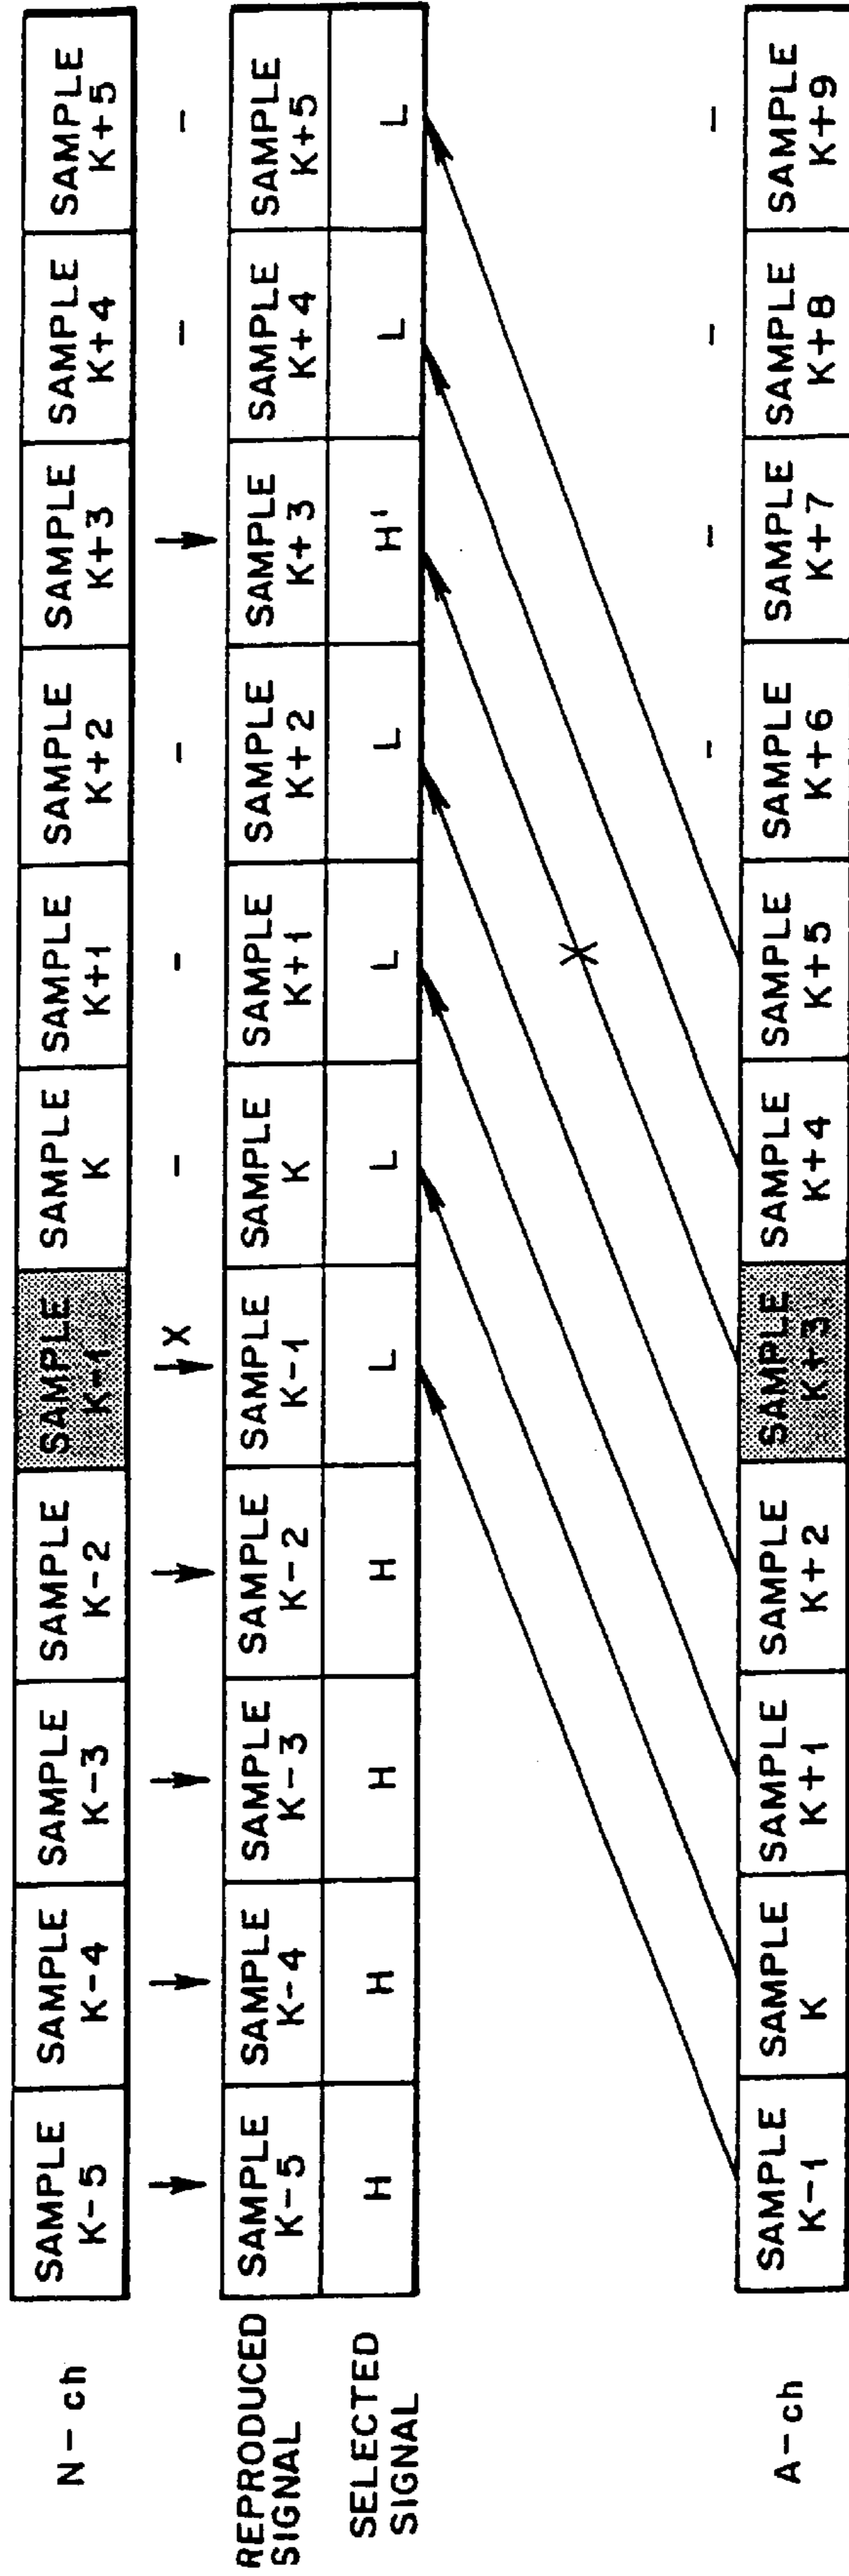 N-ch
SAMPLE K-5
SAMPLE K-4
SAMPLE K-3
SAMPLE K-2
SAMPLE K-1
SAMPLE K
SAMPLE K+1
SAMPLE K+2
SAMPLE K+3
SAMPLE K+4
SAMPLE K+5
X
- - - - -
REPRODUCED SIGNAL
SAMPLE K-5
SAMPLE K-4
SAMPLE K-3
SAMPLE K-2
SAMPLE K-1
SAMPLE K
SAMPLE K+1
SAMPLE K+2
SAMPLE K+3
SAMPLE K+4
SAMPLE K+5
SELECTED SIGNAL
H H H H L L L L H' L L
X
- - - -
A-ch
SAMPLE K-1
SAMPLE K
SAMPLE K+1
SAMPLE K+2
SAMPLE K+3
SAMPLE K+4
SAMPLE K+5
SAMPLE K+6
SAMPLE K+7
SAMPLE K+8
SAMPLE K+9